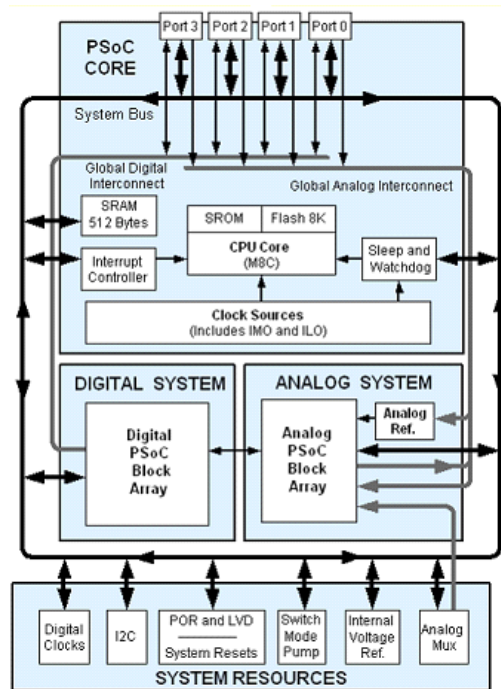 Port 3 Port 2 Port 1 Port 0
PSoC
CORE
System Bus
Global Digital
Interconnect
Global Analog Interconnect
SRAM
512 Bytes
SROM Flash 8K
CPU Core
(M8C)
Interrupt
Controller
Sleep and
Watchdog
Clock Sources
(Includes IMO and ILO)
DIGITAL SYSTEM
ANALOG SYSTEM
Digital
PSoC
Block
Array
Analog
PSoC
Block
Array
Analog
Ref.
Digital
Clocks
I2C
POR and LVD
System Resets
Switch
Mode
Pump
Internal
Voltage
Ref.
Analog
Mux
SYSTEM RESOURCES